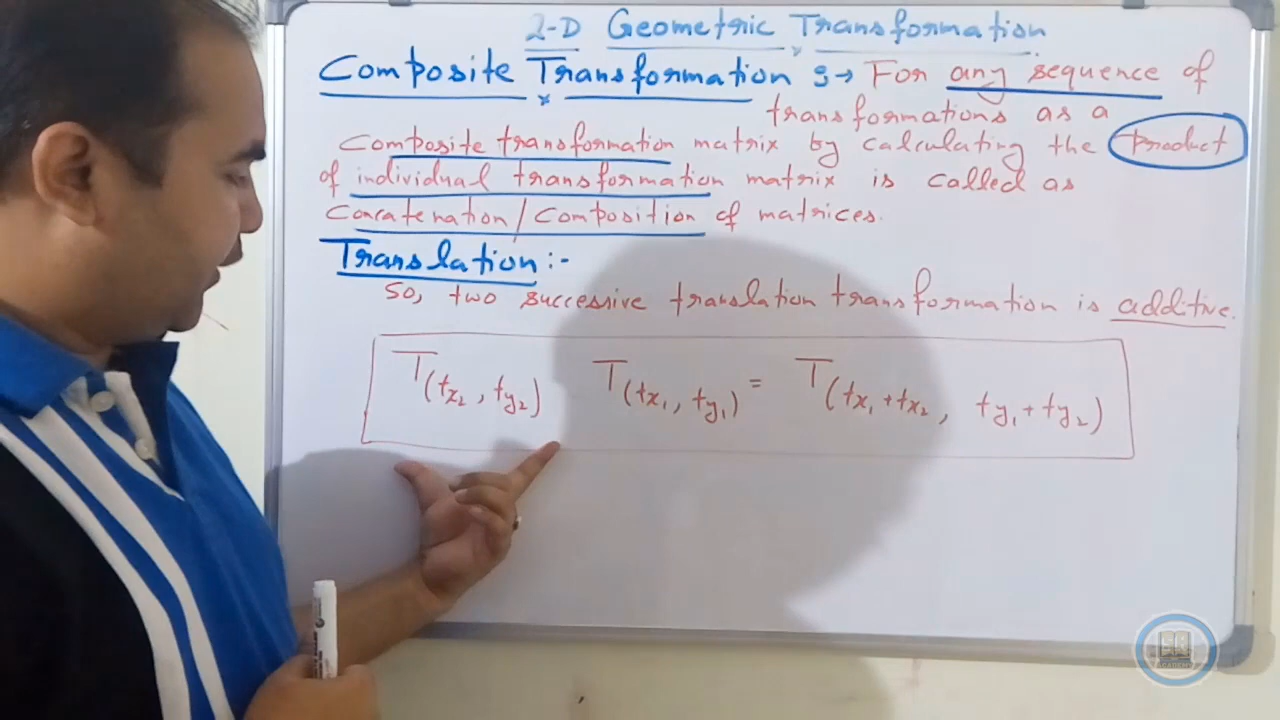 2-D Geometric Transformation
Composite Transformation :→ For any sequence of
transformations as a
Composite transformation matrix by calculating the product
of individual transformation matrix is called as
Concatenation/Composition of matrices.
Translation :-
So, two successive translation transformation is additive.
T(tx₂, ty₂) T(tx₁, ty₁) = T(tx₁+tx₂, ty₁+ty₂)
ACADEMY